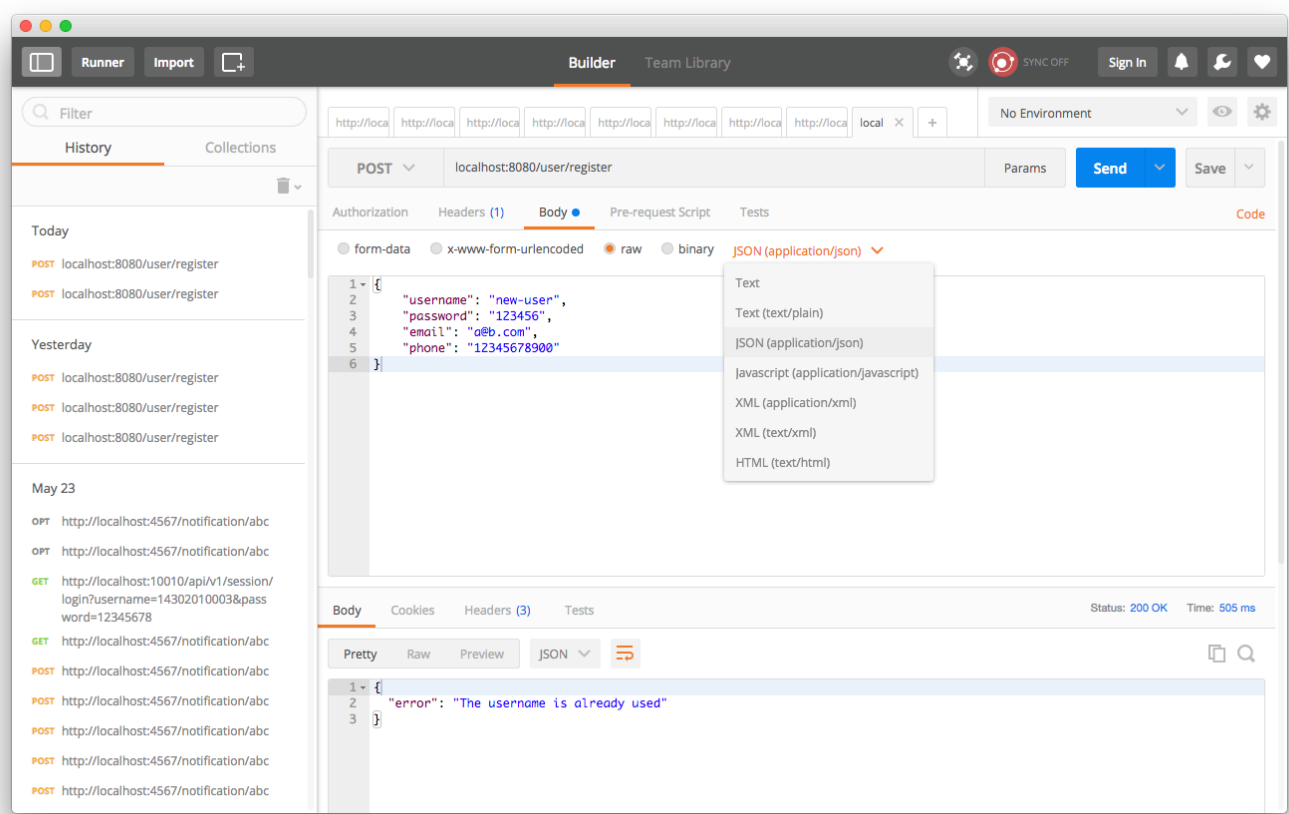 Runner Import Builder Team Library SYNC OFF Sign In
Filter
History Collections
Today
POST localhost:8080/user/register
POST localhost:8080/user/register
Yesterday
POST localhost:8080/user/register
POST localhost:8080/user/register
POST localhost:8080/user/register
May 23
OPT http://localhost:4567/notification/abc
OPT http://localhost:4567/notification/abc
GET http://localhost:10010/api/v1/session/
login?username=14302010003&pass
word=12345678
GET http://localhost:4567/notification/abc
POST http://localhost:4567/notification/abc
POST http://localhost:4567/notification/abc
POST http://localhost:4567/notification/abc
POST http://localhost:4567/notification/abc
POST http://localhost:4567/notification/abc
http://loca http://loca http://loca http://loca http://loca http://loca http://loca http://loca local × +
No Environment
POST localhost:8080/user/register Params Send Save
Authorization Headers (1) Body Pre-request Script Tests Code
form-data x-www-form-urlencoded raw binary JSON (application/json)
Text
Text (text/plain)
JSON (application/json)
Javascript (application/javascript)
XML (application/xml)
XML (text/xml)
HTML (text/html)
1 {
2 "username": "new-user",
3 "password": "123456",
4 "email": "a@b.com",
5 "phone": "12345678900"
6 }
Body Cookies Headers (3) Tests Status: 200 OK Time: 505 ms
Pretty Raw Preview JSON
1 {
2 "error": "The username is already used"
3 }